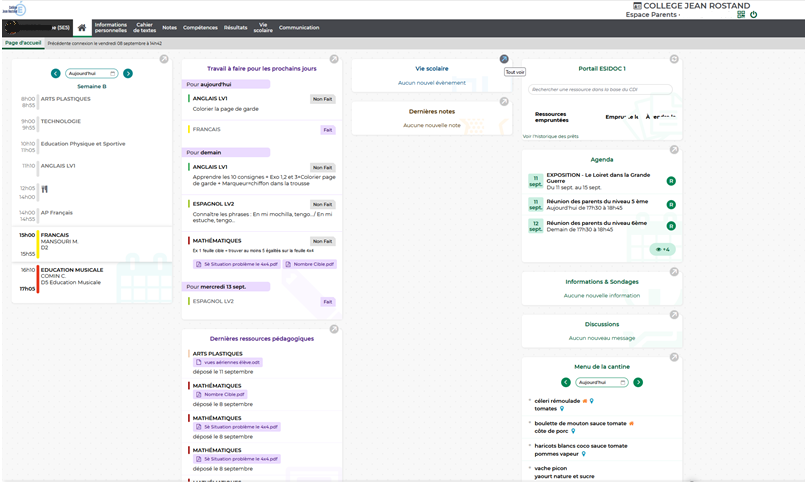 COLLEGE JEAN ROSTAND
Espace Parents
(5E5)
Informations personnelles
Cahier de textes
Notes
Compétences
Résultats
Vie scolaire
Communication
Page d'accueil
Précédente connexion le vendredi 08 septembre à 14h42
Aujourd'hui
Semaine B
8h00
8h55
ARTS PLASTIQUES
9h00
9h55
TECHNOLOGIE
10h10
11h05
Education Physique et Sportive
11h10
ANGLAIS LV1
12h05
14h00
14h00
14h55
AP Français
15h00
FRANCAIS
MANSOURI M.
D2
15h55
16h10
EDUCATION MUSICALE
COMIN C.
D5 Education Musicale
17h05
Travail à faire pour les prochains jours
Pour aujourd'hui
ANGLAIS LV1
Non Fait
Colorier la page de garde
FRANCAIS
Fait
Pour demain
ANGLAIS LV1
Non Fait
Apprendre les 10 consignes + Exo 1,2 et 3+Colorier page
de garde + Marqueur+chiffon dans la trousse
ESPAGNOL LV2
Non Fait
Connaître les phrases : En mi mochilla, tengo.../ En mi
estuche, tengo...
MATHÉMATIQUES
Non Fait
Ex 1 feuille cible + trouver au moins 5 égalités sur la feuille 4x4
5è Situation problème le 4x4.pdf
Nombre Cible.pdf
Pour mercredi 13 sept.
ESPAGNOL LV2
Fait
Dernières ressources pédagogiques
ARTS PLASTIQUES
vues aériennes élève.odt
déposé le 11 septembre
MATHÉMATIQUES
Nombre Cible.pdf
déposé le 8 septembre
MATHÉMATIQUES
5è Situation problème le 4x4.pdf
déposé le 8 septembre
MATHÉMATIQUES
5è Situation problème le 4x4.pdf
déposé le 8 septembre
MATHÉMATIQUES
Vie scolaire
Aucun nouvel évènement
Tout voir
Dernières notes
Aucune nouvelle note
Portail ESIDOC 1
Rechercher une ressource dans la base du CDI
Ressources
empruntées
Voir l'historique des prêts
Agenda
11
sept.
EXPOSITION - Le Loiret dans la Grande
Guerre
Du 11 sept. au 15 sept.
R
11
sept.
Réunion des parents du niveau 5 ème
Aujourd'hui de 17h30 à 18h45
R
12
sept.
Réunion des parents du niveau 6ème
Demain de 17h30 à 18h45
R
+4
Informations & Sondages
Aucune nouvelle information
Discussions
Aucun nouveau message
Menu de la cantine
Aujourd'hui
céleri rémoulade
tomates
boulette de mouton sauce tomate
côte de porc
haricots blancs coco sauce tomate
pommes vapeur
vache picon
yaourt nature et sucre